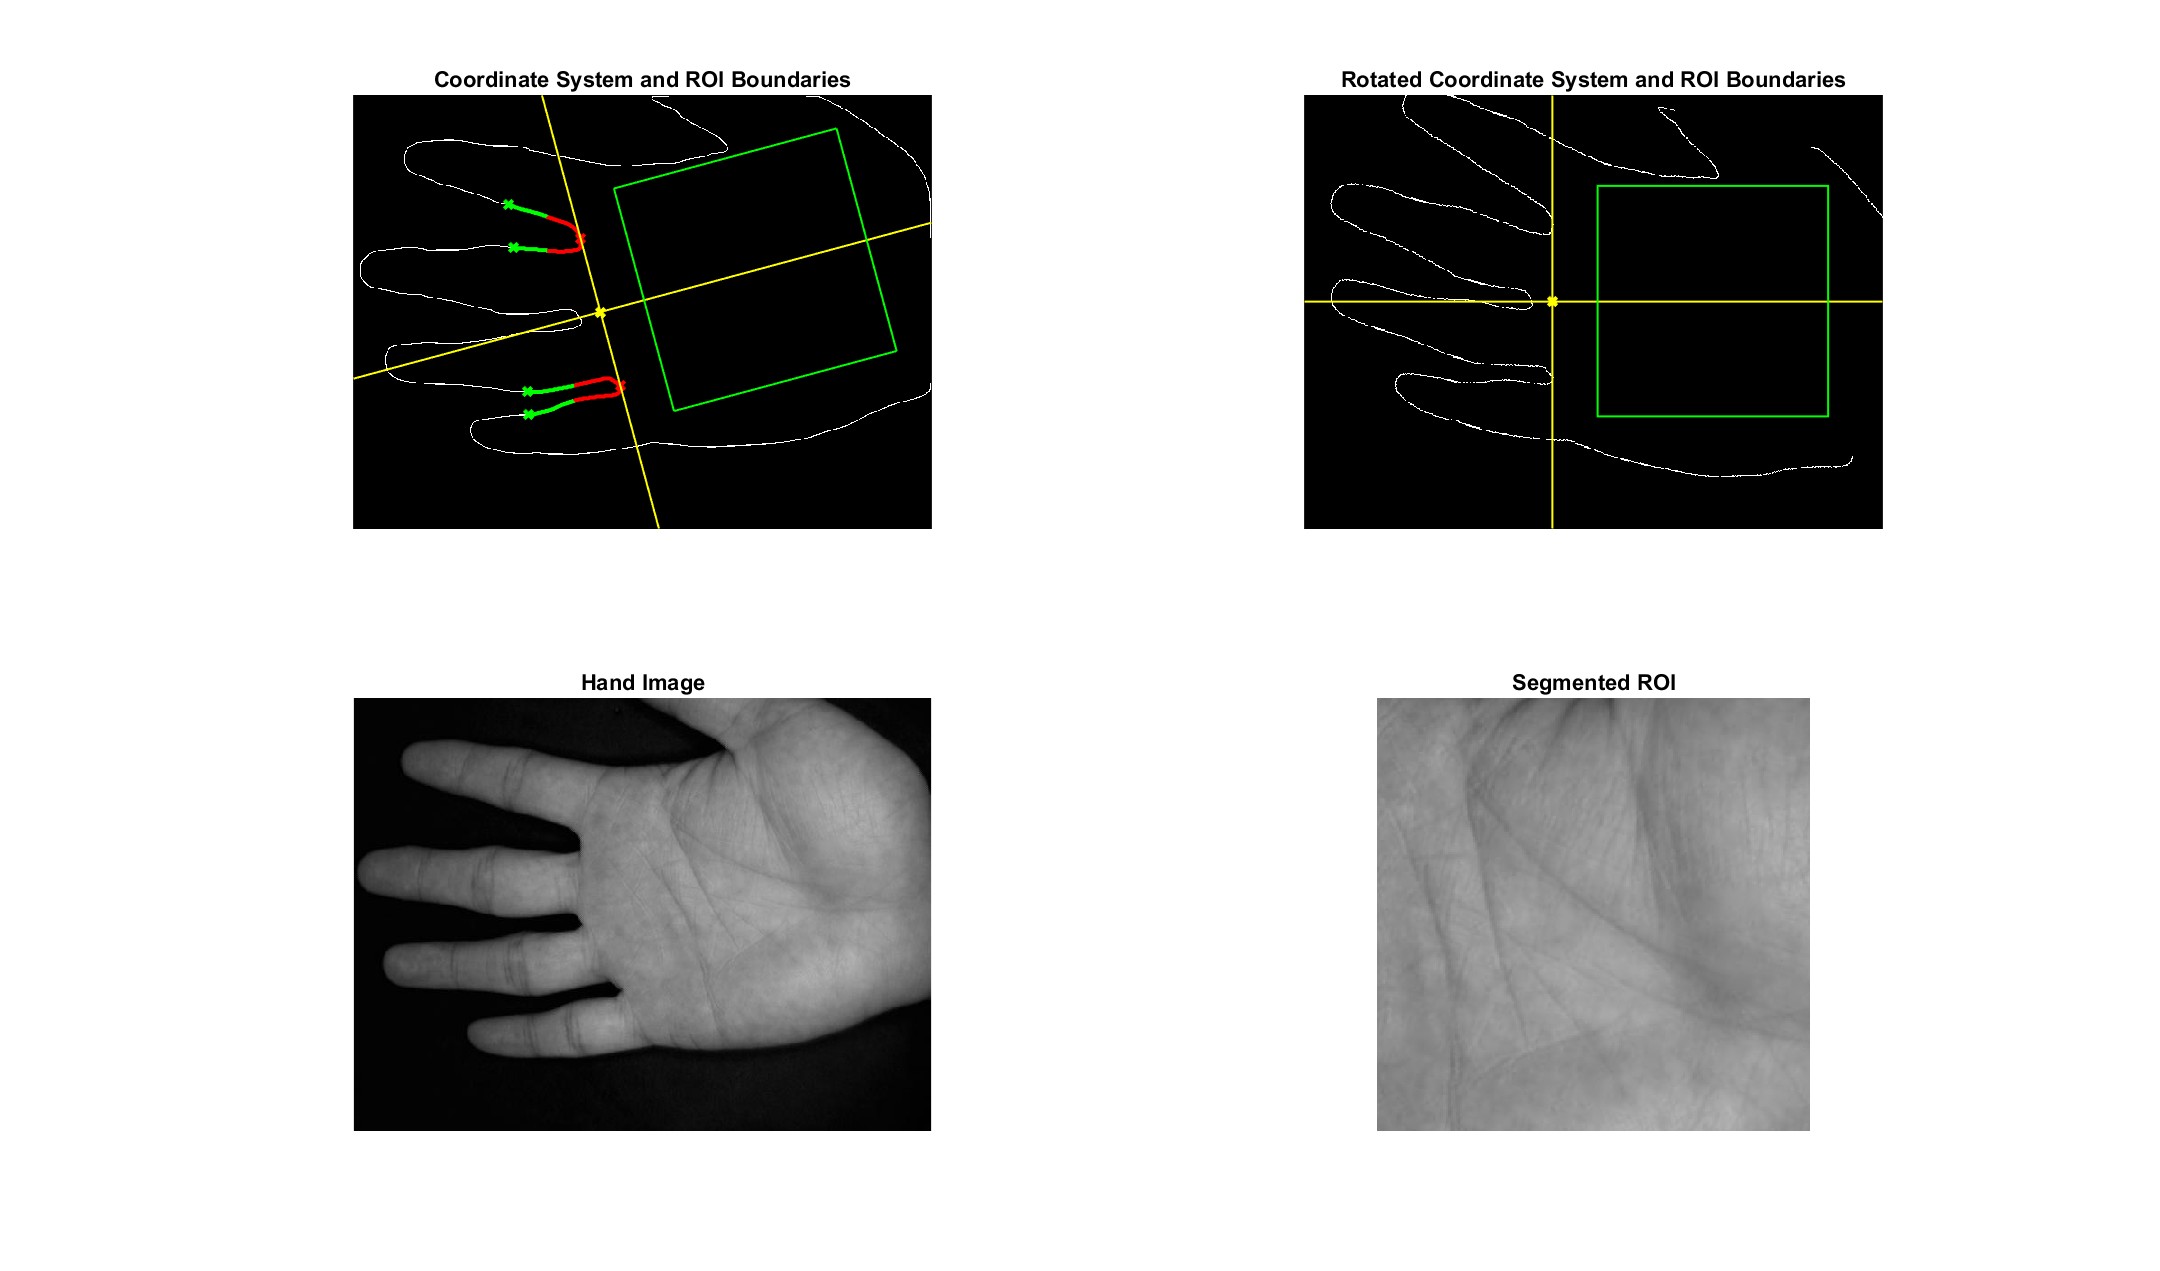 Coordinate System and ROI Boundaries
Rotated Coordinate System and ROI Boundaries
Hand Image
Segmented ROI